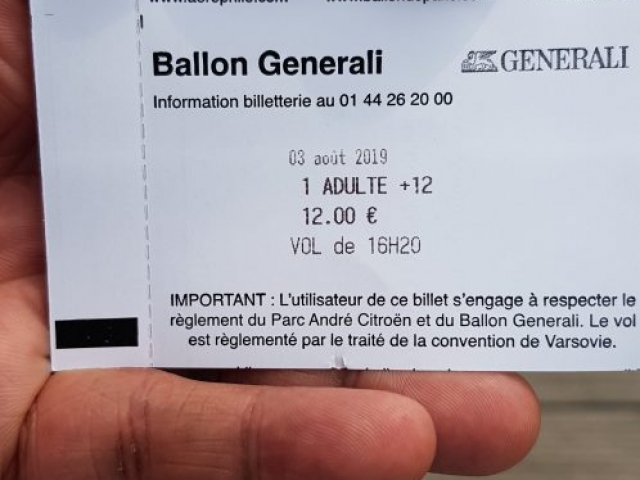 Ballon Generali
GENERALI
Information billetterie au 01 44 26 20 00
03 août 2019
1 ADULTE +12
12.00 €
VOL de 16H20
IMPORTANT : L'utilisateur de ce billet s'engage à respecter le
règlement du Parc André Citroën et du Ballon Generali. Le vol
est règlementé par le traité de la convention de Varsovie.